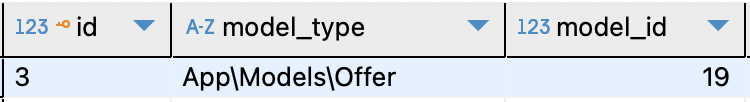 123 id A-Z model_type 123 model_id
3 App\Models\Offer 19